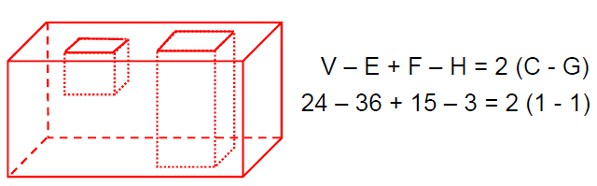 V – E + F – H = 2 (C - G)
24 – 36 + 15 – 3 = 2 (1 - 1)